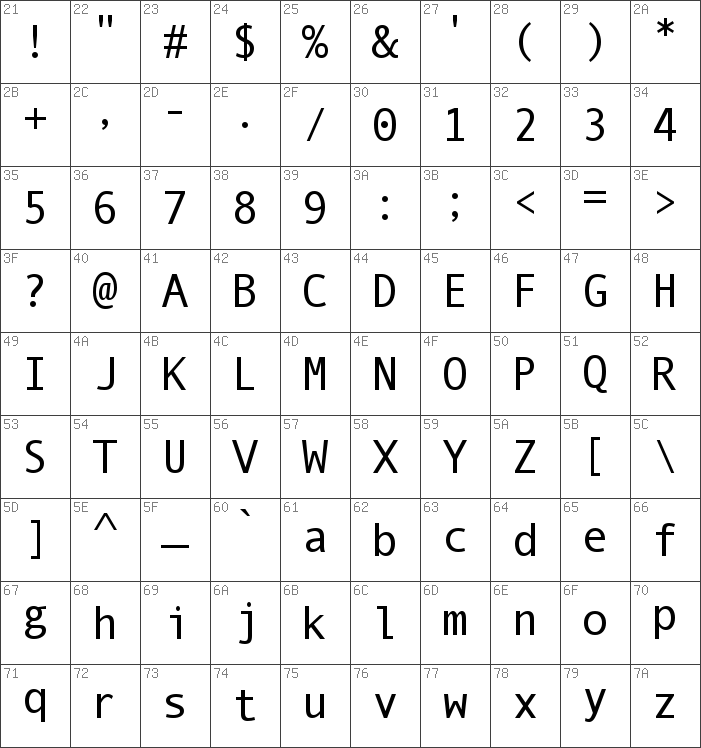 21 22 23 24 25 26 27 28 29 2A
! " # $ % & ' ( ) *
2B 2C 2D 2E 2F 30 31 32 33 34
+ , - . / 0 1 2 3 4
35 36 37 38 39 3A 3B 3C 3D 3E
5 6 7 8 9 : ; < = >
3F 40 41 42 43 44 45 46 47 48
? @ A B C D E F G H
49 4A 4B 4C 4D 4E 4F 50 51 52
I J K L M N O P Q R
53 54 55 56 57 58 59 5A 5B 5C
S T U V W X Y Z [ \
5D 5E 5F 60 61 62 63 64 65 66
] ^ _ ` a b c d e f
67 68 69 6A 6B 6C 6D 6E 6F 70
g h i j k l m n o p
71 72 73 74 75 76 77 78 79 7A
q r s t u v w x y z